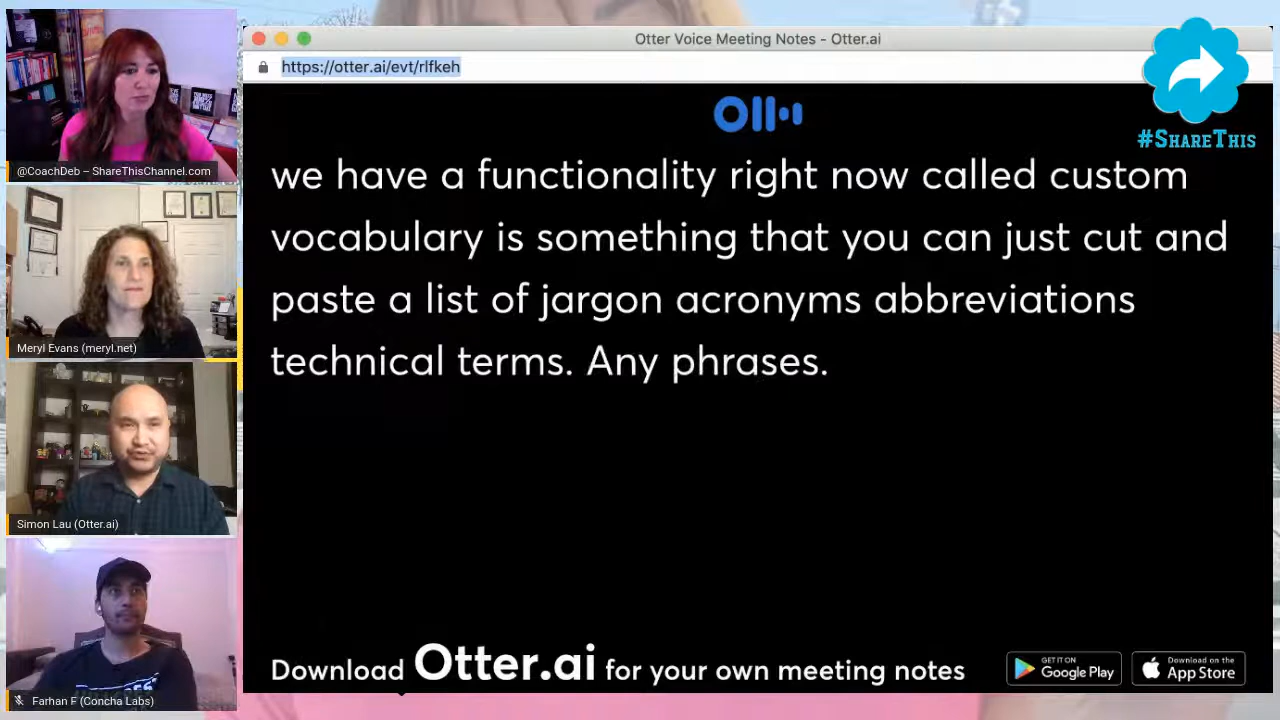 @CoachDeb – ShareThisChannel.com
Meryl Evans (meryl.net)
Simon Lau (Otter.ai)
Farhan F (Concha Labs)
Otter Voice Meeting Notes - Otter.ai
https://otter.ai/evt/rlfkeh
#SHARETHIS
we have a functionality right now called custom
vocabulary is something that you can just cut and
paste a list of jargon acronyms abbreviations
technical terms. Any phrases.
Download Otter.ai for your own meeting notes
GET IT ON
Google Play
Download on the
App Store